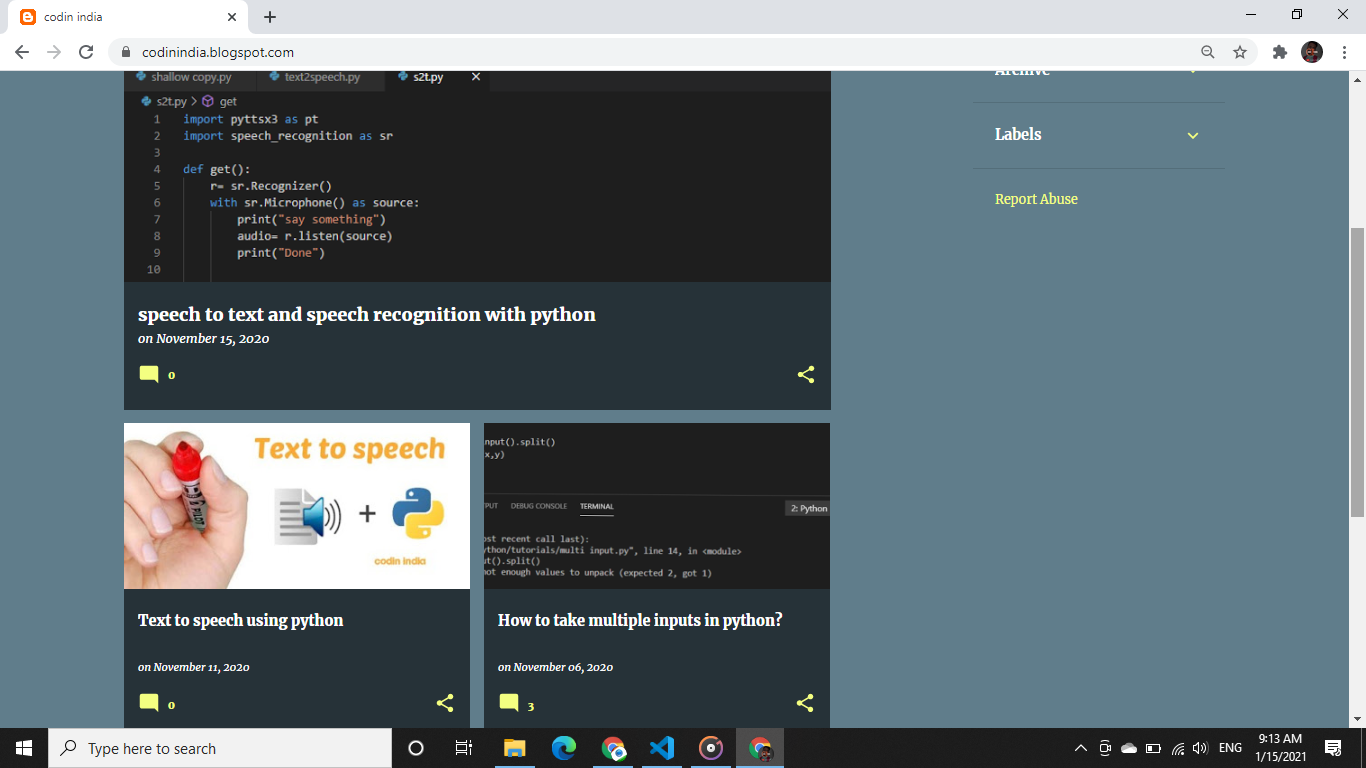 codin india
codinindia.blogspot.com
shallow copy.py text2speech.py s2t.py
s2t.py > get
1 import pyttsx3 as pt
2 import speech_recognition as sr
3
4 def get():
5 r= sr.Recognizer()
6 with sr.Microphone() as source:
7 print("say something")
8 audio= r.listen(source)
9 print("Done")
10
speech to text and speech recognition with python
on November 15, 2020
0
Text to speech
+
codin india
Text to speech using python
on November 11, 2020
0
nput().split()
x,y)
PUT DEBUG CONSOLE TERMINAL
2: Python
ost recent call last):
ython/tutorials/multi input.py", line 14, in <module>
ut().split()
not enough values to unpack (expected 2, got 1)
How to take multiple inputs in python?
on November 06, 2020
3
Archive
Labels
Report Abuse
Type here to search
ENG
9:13 AM
1/15/2021